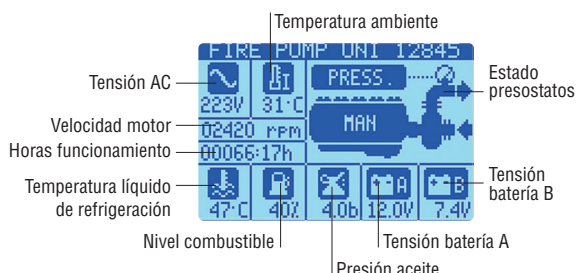 Temperatura ambiente
FIRE PUMP UNI 12845
Tensión AC
PRESS.
Estado
presostatos
223V
31°C
Velocidad motor
02420 rpm
MAN
Horas funcionamiento
00066:17h
Temperatura líquido
de refrigeración
A
B
Tensión
batería B
47°C
40%
4.0b
12.0V
7.4V
Nivel combustible
Tensión batería A
Presión aceite